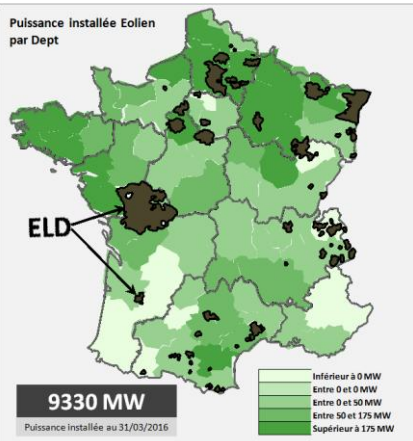 Puissance installée Eolien
par Dept
ELD
9330 MW
Puissance installée au 31/03/2016
Inférieur à 0 MW
Entre 0 et 0 MW
Entre 0 et 50 MW
Entre 50 et 175 MW
Supérieur à 175 MW